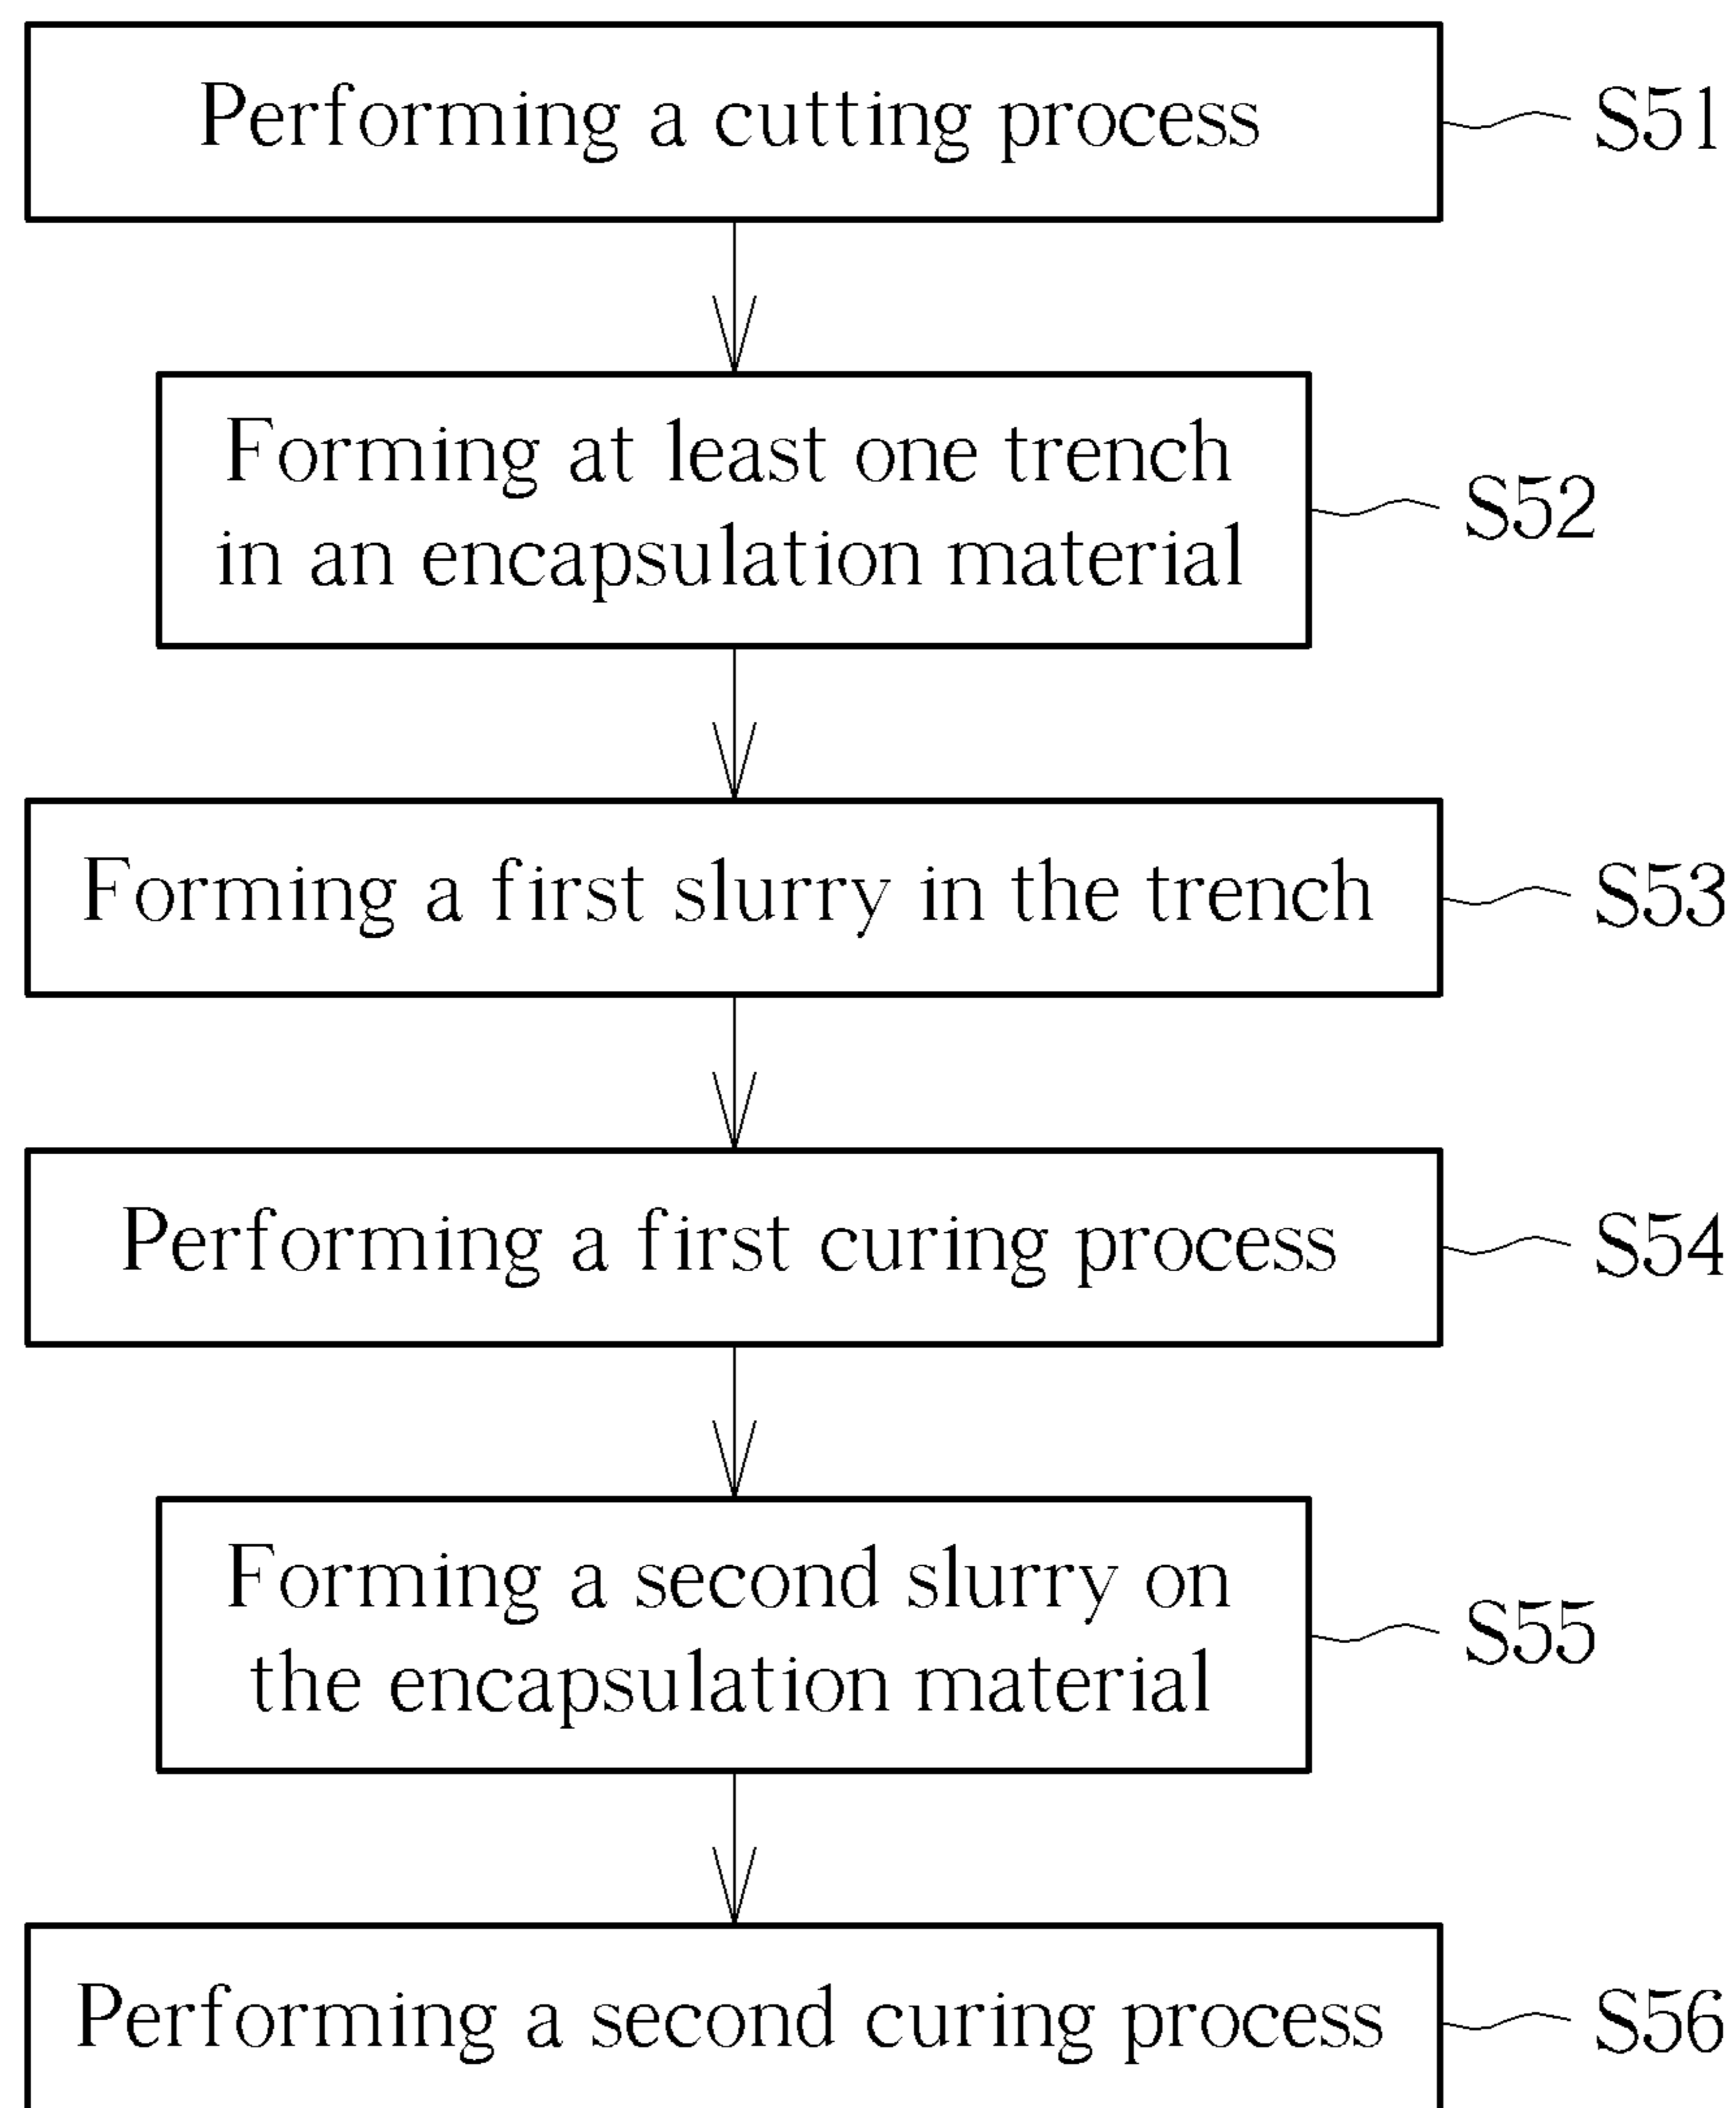 Performing a cutting process
S51
Forming at least one trench
in an encapsulation material
S52
Forming a first slurry in the trench
S53
Performing a first curing process
S54
Forming a second slurry on
the encapsulation material
S55
Performing a second curing process
S56